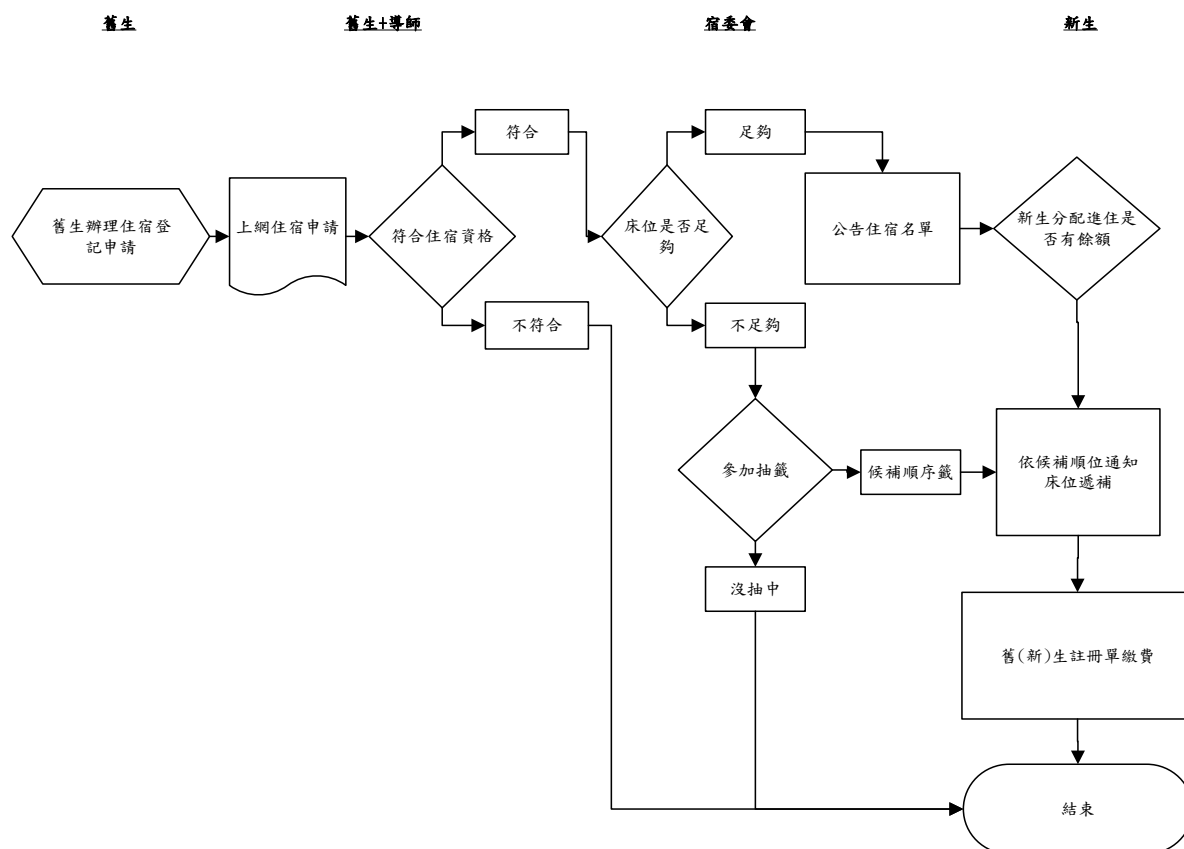 舊生
舊生+導師
宿委會
新生
符合
足夠
舊生辦理住宿登
記申請
上網住宿申請
符合住宿資格
床位是否足
夠
公告住宿名單
新生分配進住是
否有餘額
不符合
不足夠
參加抽籤
候補順序籤
依候補順位通知
床位遞補
沒抽中
舊(新)生註冊單繳費
結束